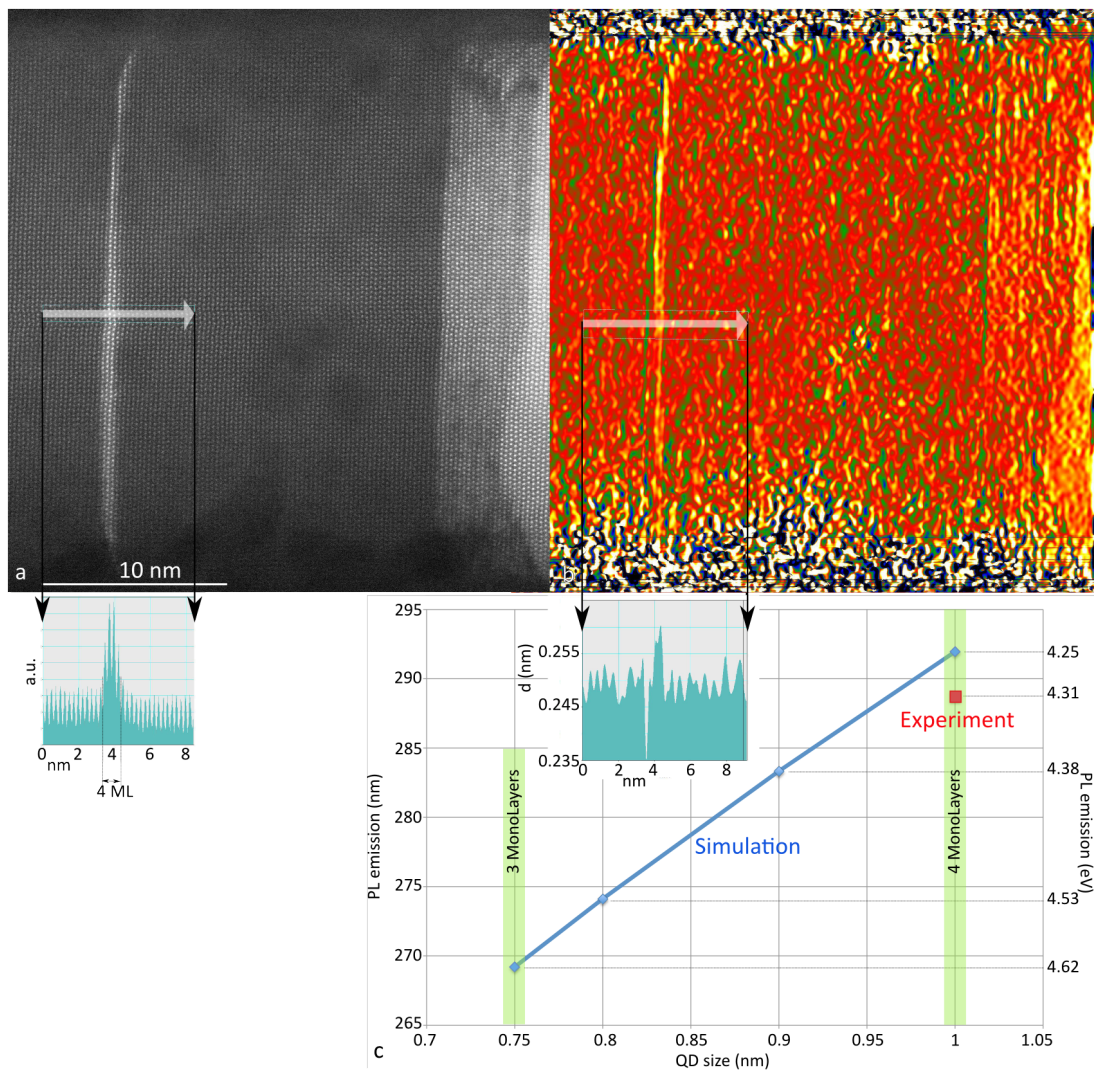 a
10 nm
b
a.u.
0
2
4
6
8
nm
4 ML
d (nm)
0.255
0.245
0.235
0
2
4
6
8
nm
295
290
285
280
275
270
265
PL emission (nm)
4.25
4.31
4.38
4.53
4.62
PL emission (eV)
3 MonoLayers
4 MonoLayers
Experiment
Simulation
c
0.7
0.75
0.8
0.85
0.9
0.95
1
1.05
QD size (nm)